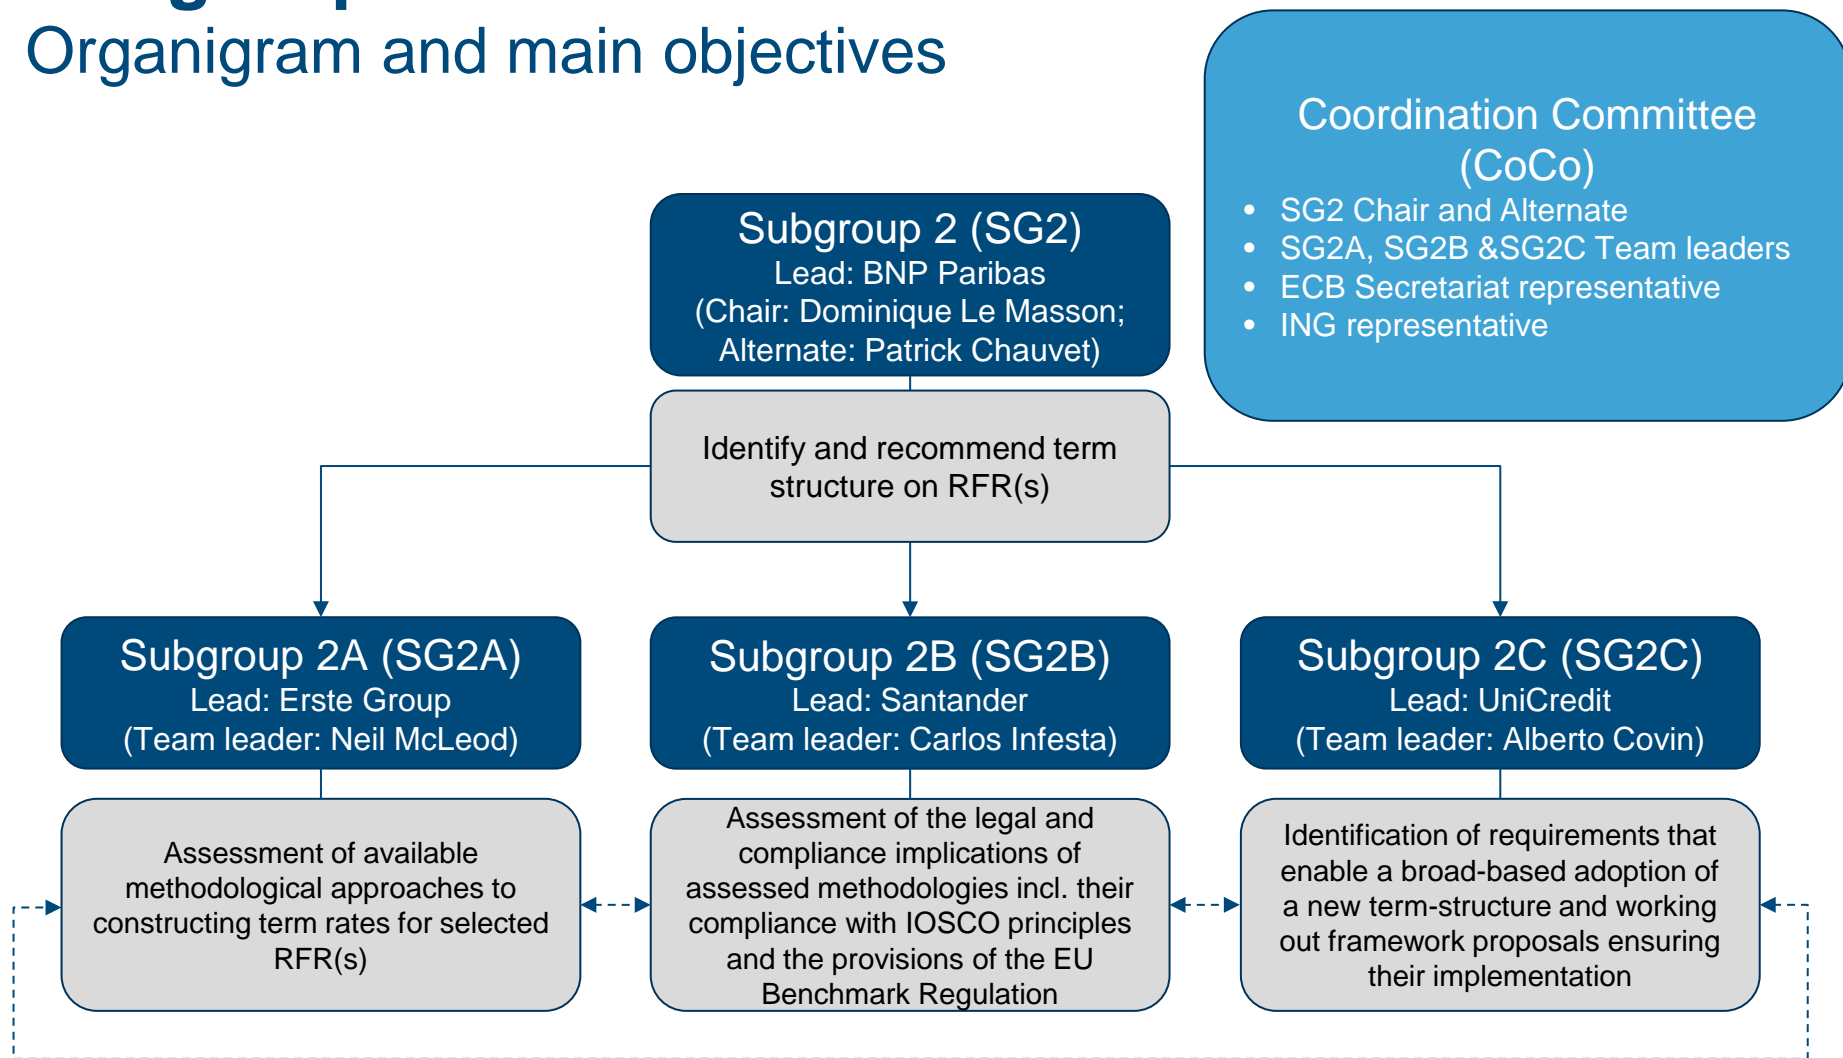 Organigram and main objectives
Coordination Committee
(CoCo)
• SG2 Chair and Alternate
• SG2A, SG2B &SG2C Team leaders
• ECB Secretariat representative
• ING representative
Subgroup 2 (SG2)
Lead: BNP Paribas
(Chair: Dominique Le Masson;
Alternate: Patrick Chauvet)
Identify and recommend term
structure on RFR(s)
Subgroup 2A (SG2A)
Lead: Erste Group
(Team leader: Neil McLeod)
Subgroup 2B (SG2B)
Lead: Santander
(Team leader: Carlos Infesta)
Subgroup 2C (SG2C)
Lead: UniCredit
(Team leader: Alberto Covin)
Assessment of available
methodological approaches to
constructing term rates for selected
RFR(s)
Assessment of the legal and
compliance implications of
assessed methodologies incl. their
compliance with IOSCO principles
and the provisions of the EU
Benchmark Regulation
Identification of requirements that
enable a broad-based adoption of
a new term-structure and working
out framework proposals ensuring
their implementation